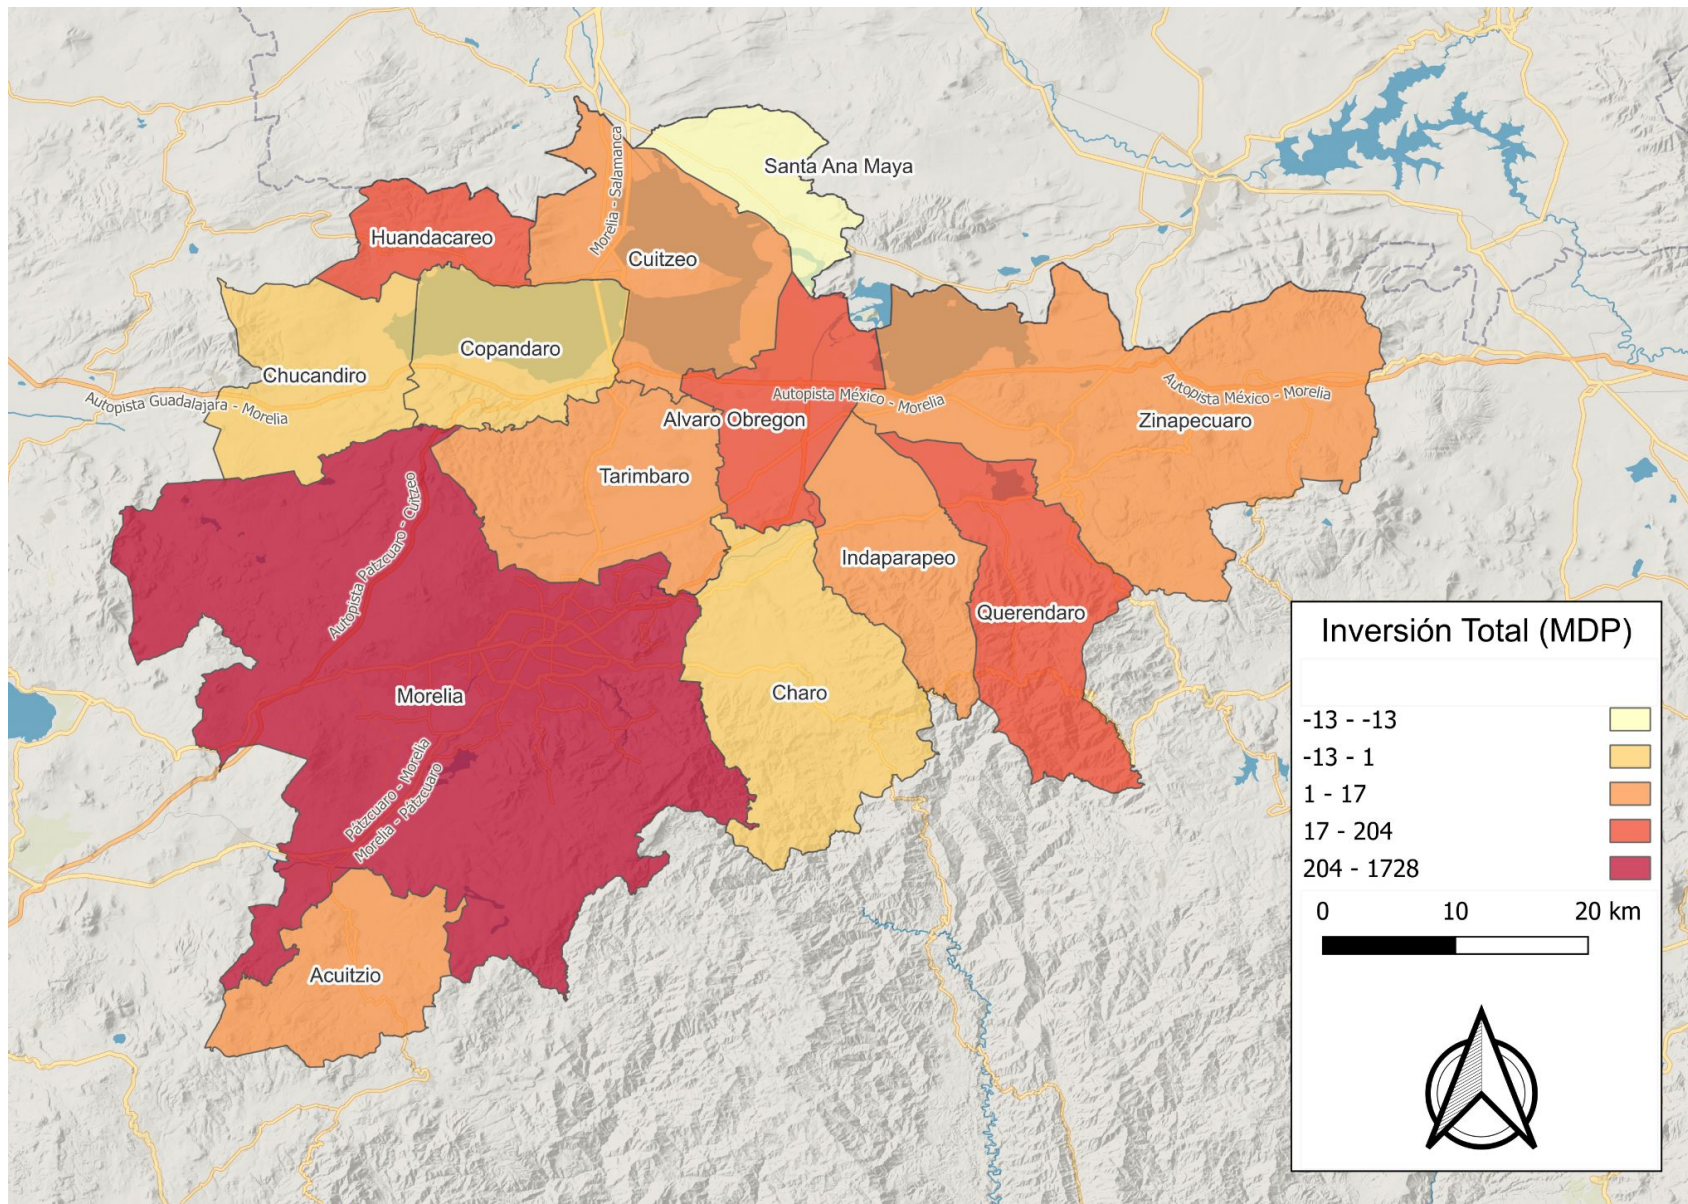 Santa Ana Maya
Morelia - Salamanca
Huandacareo
Cuitzeo
Copandaro
Chucandiro
Autopista Guadalajara - Morelia
Autopista México - Morelia
Autopista México - Morelia
Alvaro Obregon
Zinapecuaro
Tarimbaro
Autopista Pátzcuaro - Cuitzeo
Indaparapeo
Querendaro
Morelia
Charo
Pátzcuaro - Morelia
Morelia - Pátzcuaro
Acuitzio
Inversión Total (MDP)
-13 - -13
-13 - 1
1 - 17
17 - 204
204 - 1728
0 10 20 km